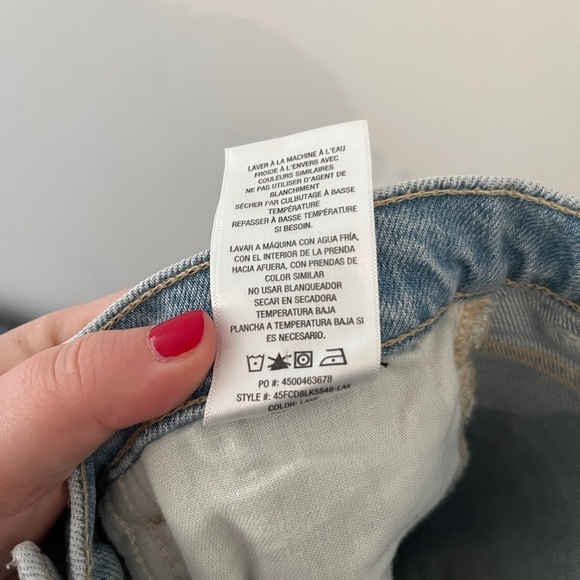 LAVER À LA MACHINE À L'EAU
FROIDE À L'ENVERS AVEC
COULEURS SIMILAIRES
NE PAS UTILISER D'AGENT DE
BLANCHIMENT
SÉCHER PAR CULBUTAGE À BASSE
TEMPÉRATURE
REPASSER À BASSE TEMPÉRATURE
SI BESOIN.
LAVAR A MÁQUINA CON AGUA FRÍA,
CON EL INTERIOR DE LA PRENDA
HACIA AFUERA, CON PRENDAS DE
COLOR SIMILAR
NO USAR BLANQUEADOR
SECAR EN SECADORA
TEMPERATURA BAJA
PLANCHA A TEMPERATURA BAJA SI
ES NECESARIO.
PO #: 4500463678
STYLE #: 45FCDBLKS548-LAK
COLOR: LAKE